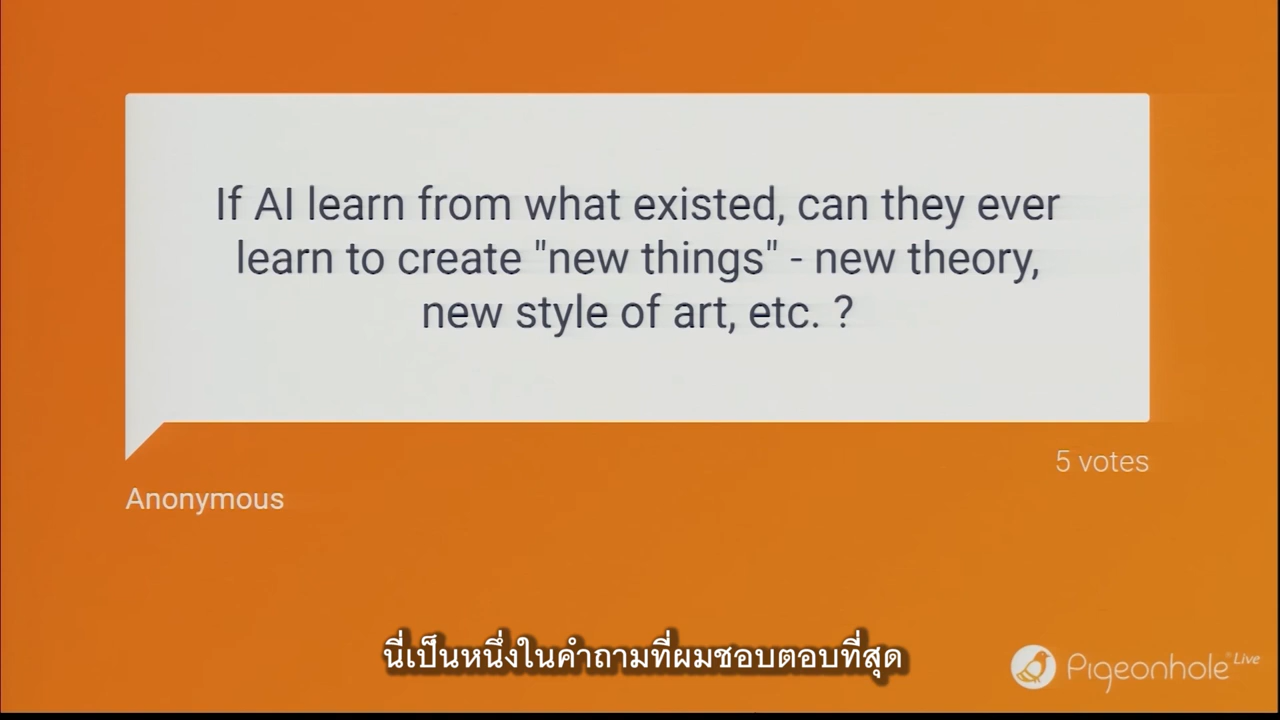 If AI learn from what existed, can they ever
learn to create "new things" - new theory,
new style of art, etc. ?
5 votes
Anonymous
นี่เป็นหนึ่งในคำถามที่ผมชอบตอบที่สุด
Pigeonhole Live